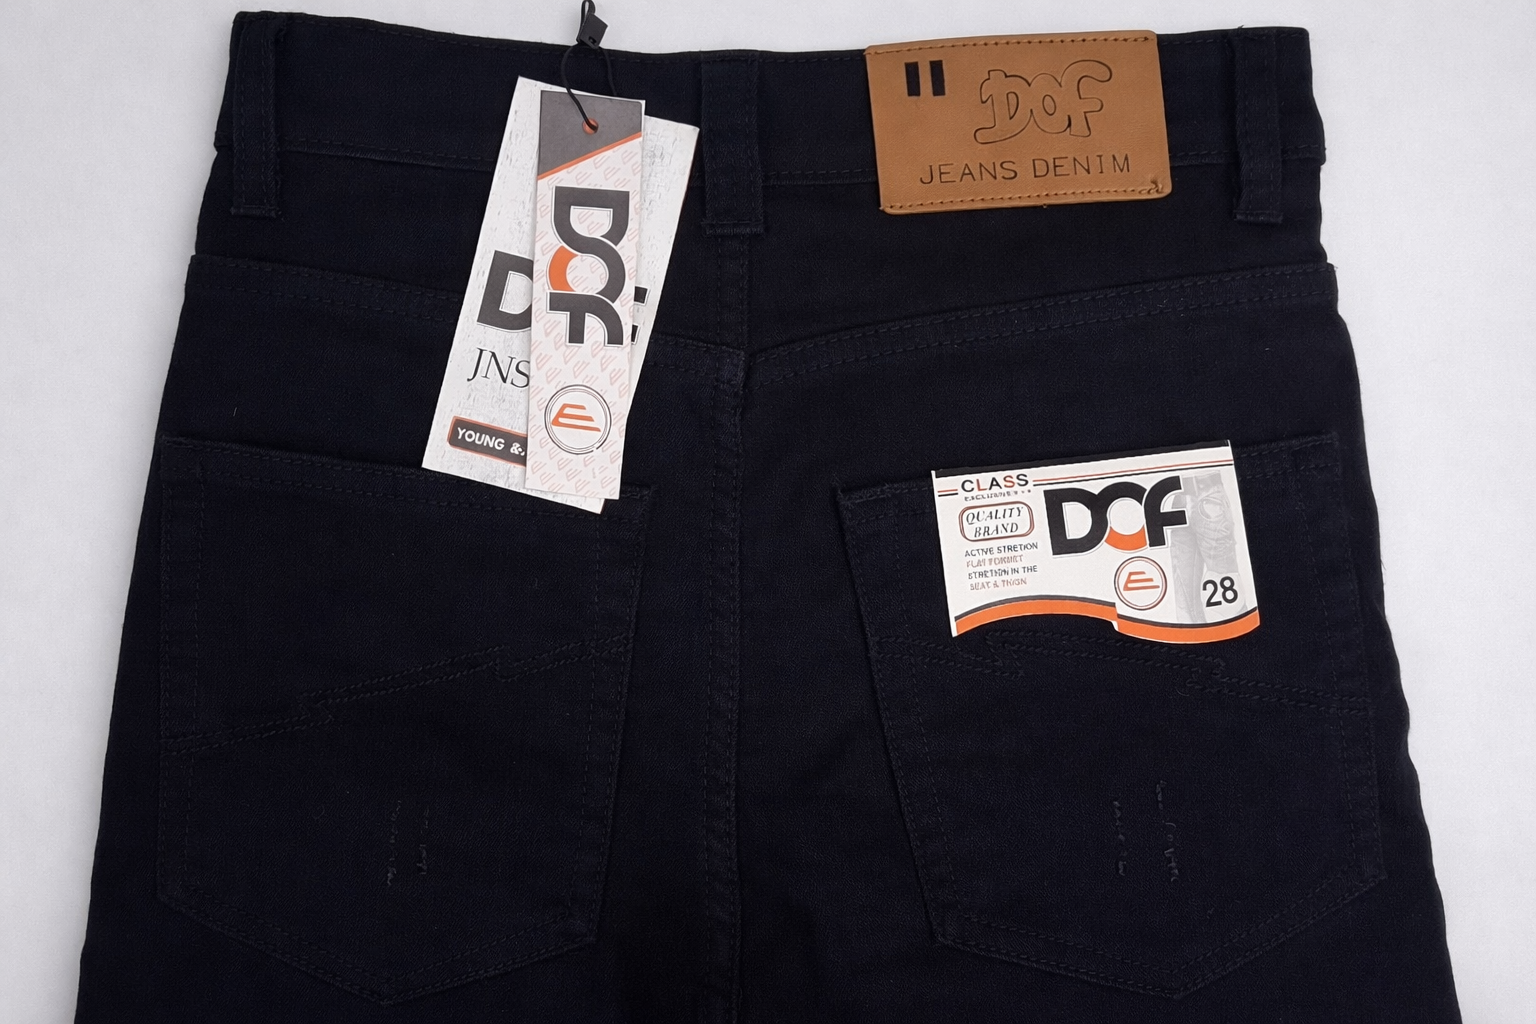 DOF
JEANS DENIM
DOF
JNS
YOUNG &
DOF
CLASS
QUALITY
BRAND
DOF
ACTIVE STRETION
STRETHIN IN THE
SEAT & THIGN
28